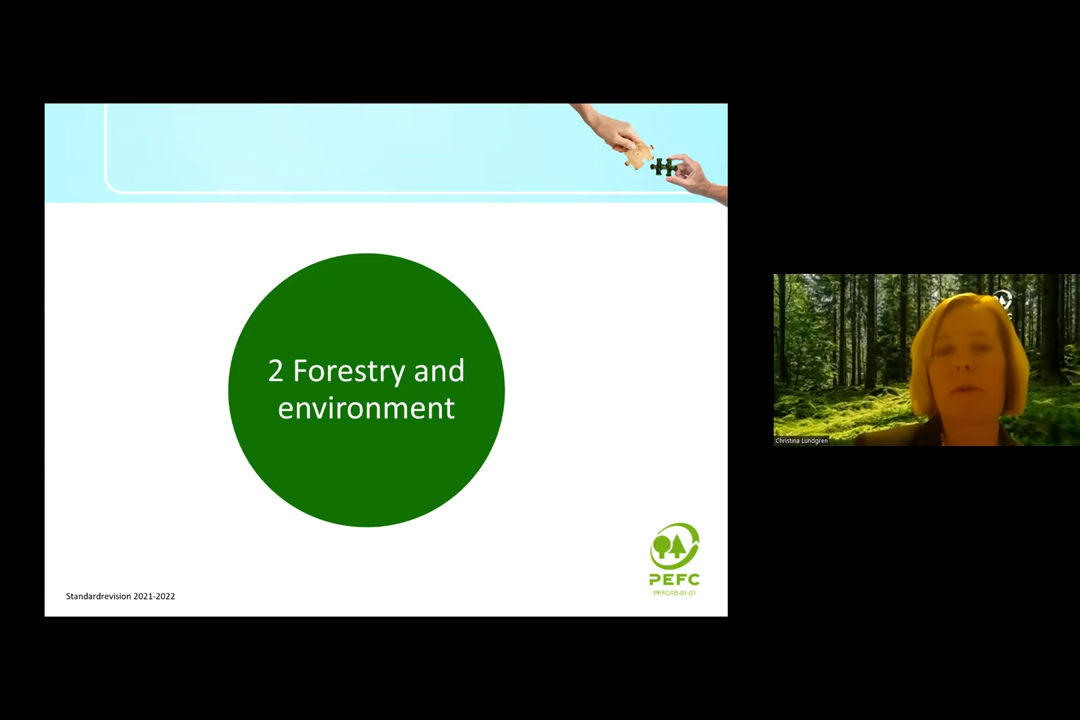 2 Forestry and
environment
PEFC
PEFC/05-01-01
Standardrevision 2021-2022
Christina Lundgren